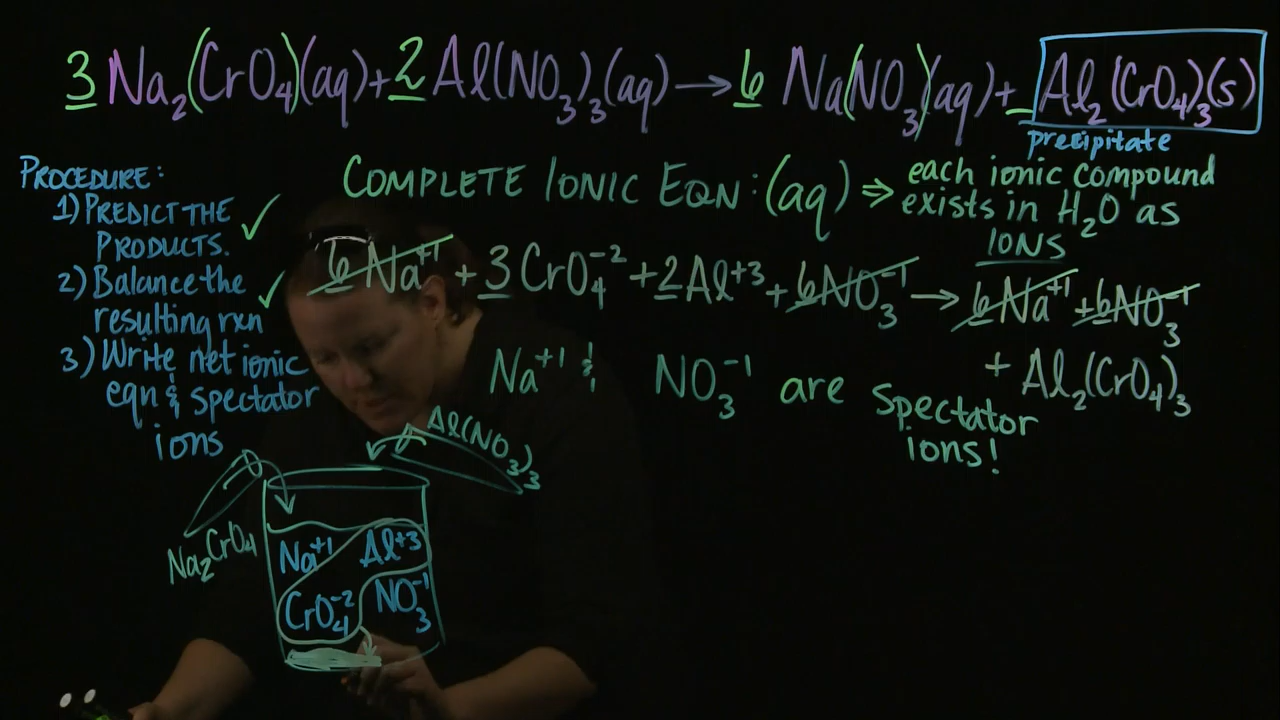 3 Na₂(CrO₄)(aq) + 2 Al(NO₃)₃(aq) → 6 Na(NO₃)(aq) + _ Al₂(CrO₄)₃(s)
precipitate
PROCEDURE:
1) PREDICT THE
PRODUCTS. ✓
2) Balance the
resulting rxn ✓
3) Write net ionic
eqn & spectator
ions
COMPLETE IONIC EQN: (aq) ⇒ each ionic compound
exists in H₂O as
IONS
6 Na⁺¹ + 3 CrO₄⁻² + 2 Al⁺³ + 6 NO₃⁻¹ → 6 Na⁺¹ + 6 NO₃⁻¹
+ Al₂(CrO₄)₃
Na⁺¹ & NO₃⁻¹ are spectator
ions!
Al(NO₃)₃
Na₂CrO₄
Na⁺¹ Al⁺³
CrO₄⁻² NO₃⁻¹